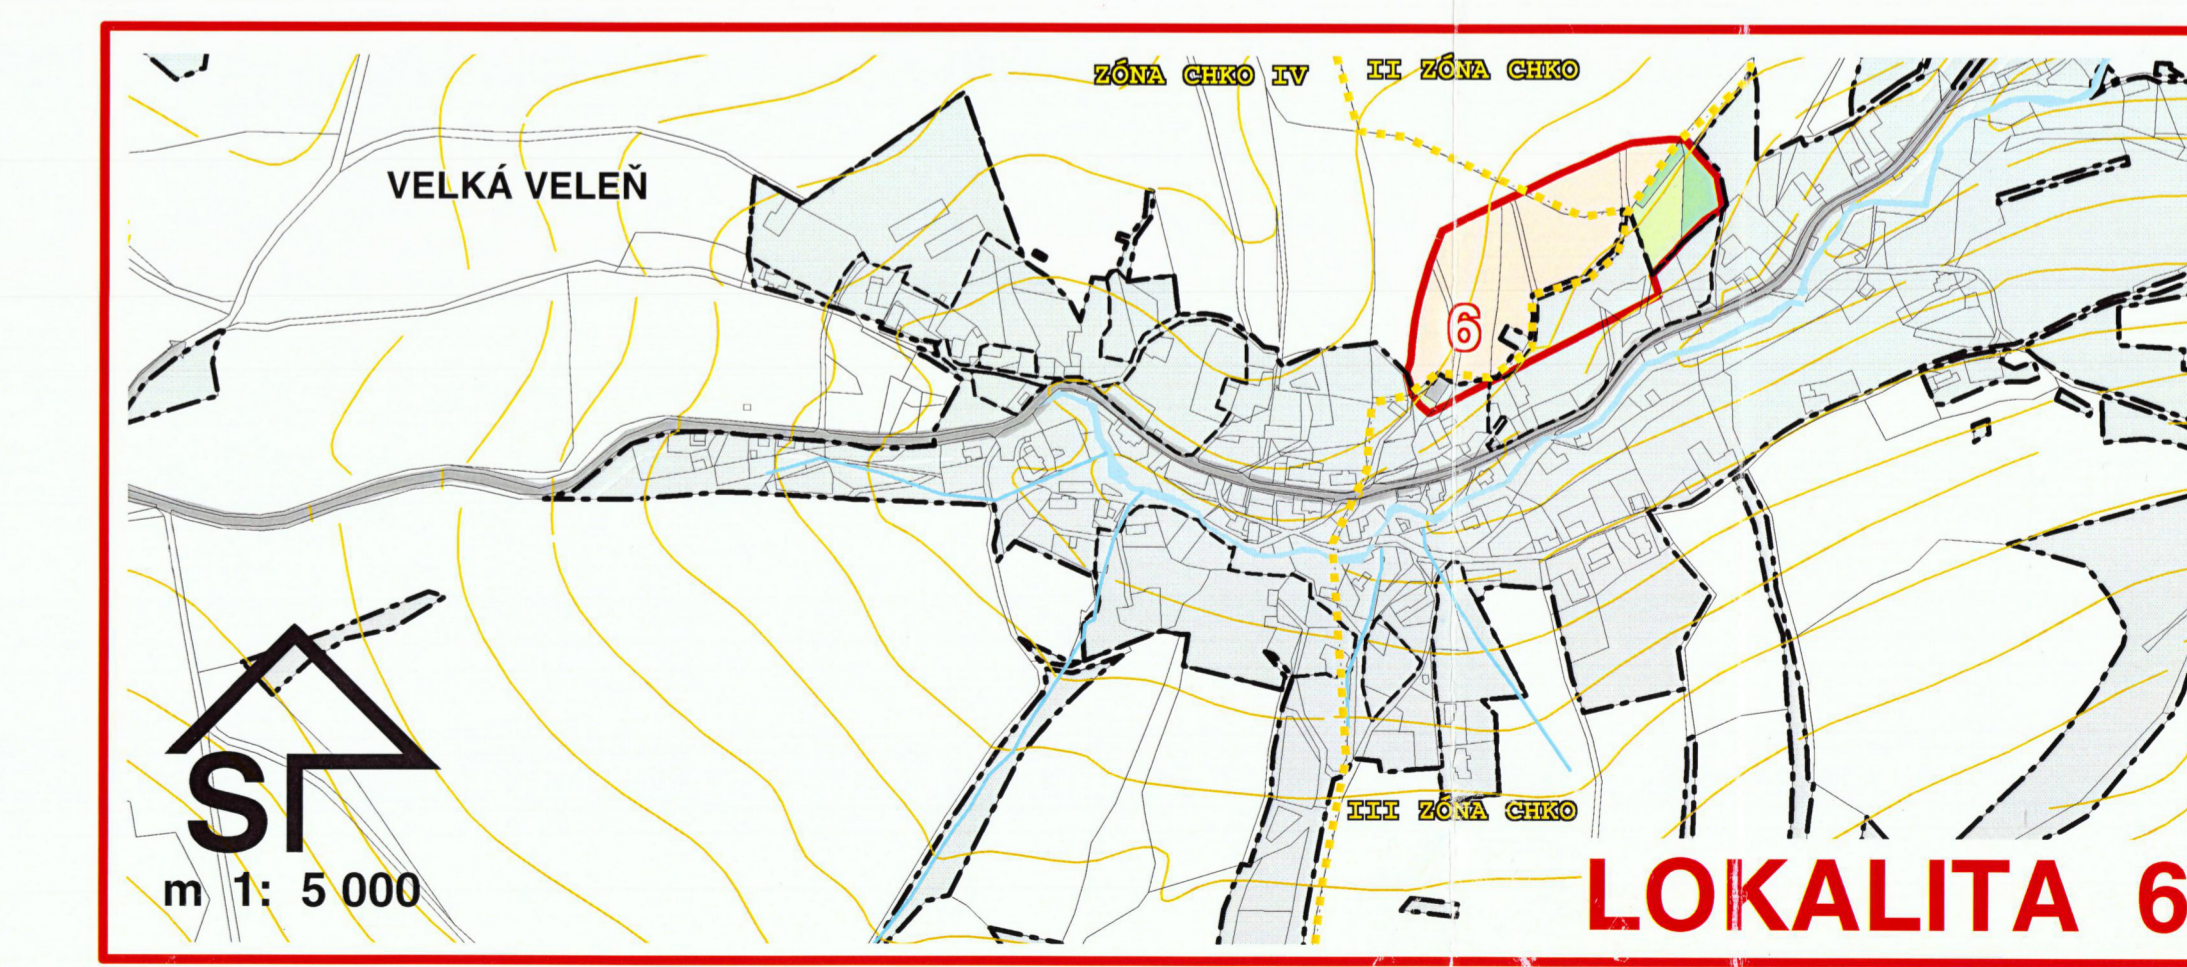 ZÓNA CHKO IV
II ZÓNA CHKO
VELKÁ VELEŇ
6
S
m 1: 5 000
III ZÓNA CHKO
LOKALITA 6